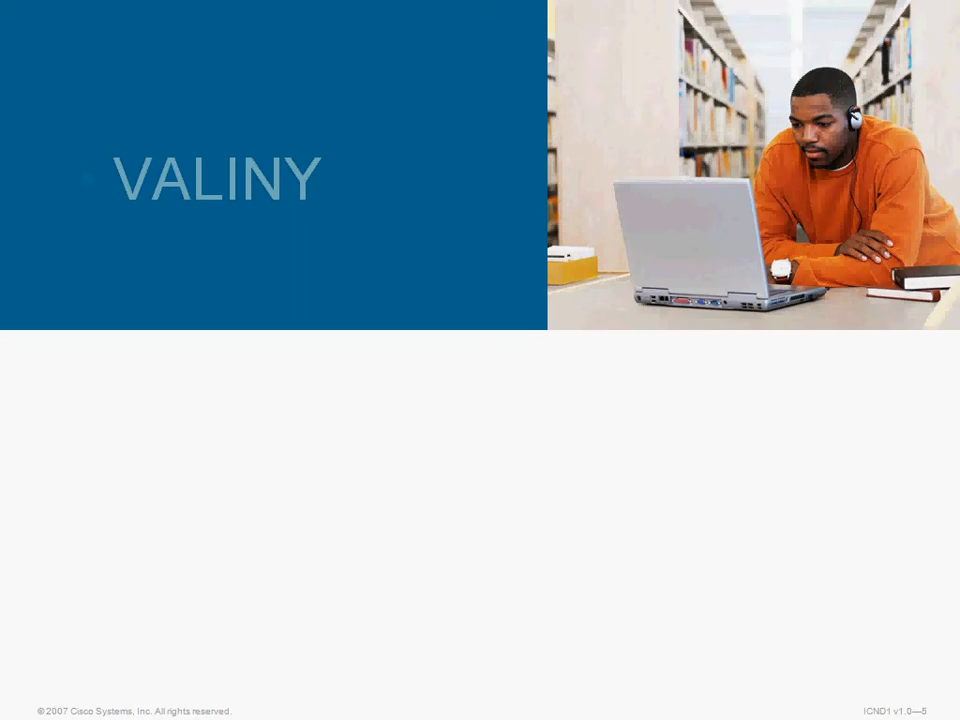 VALINY
© 2007 Cisco Systems, Inc. All rights reserved.
ICND1 v1.0—5